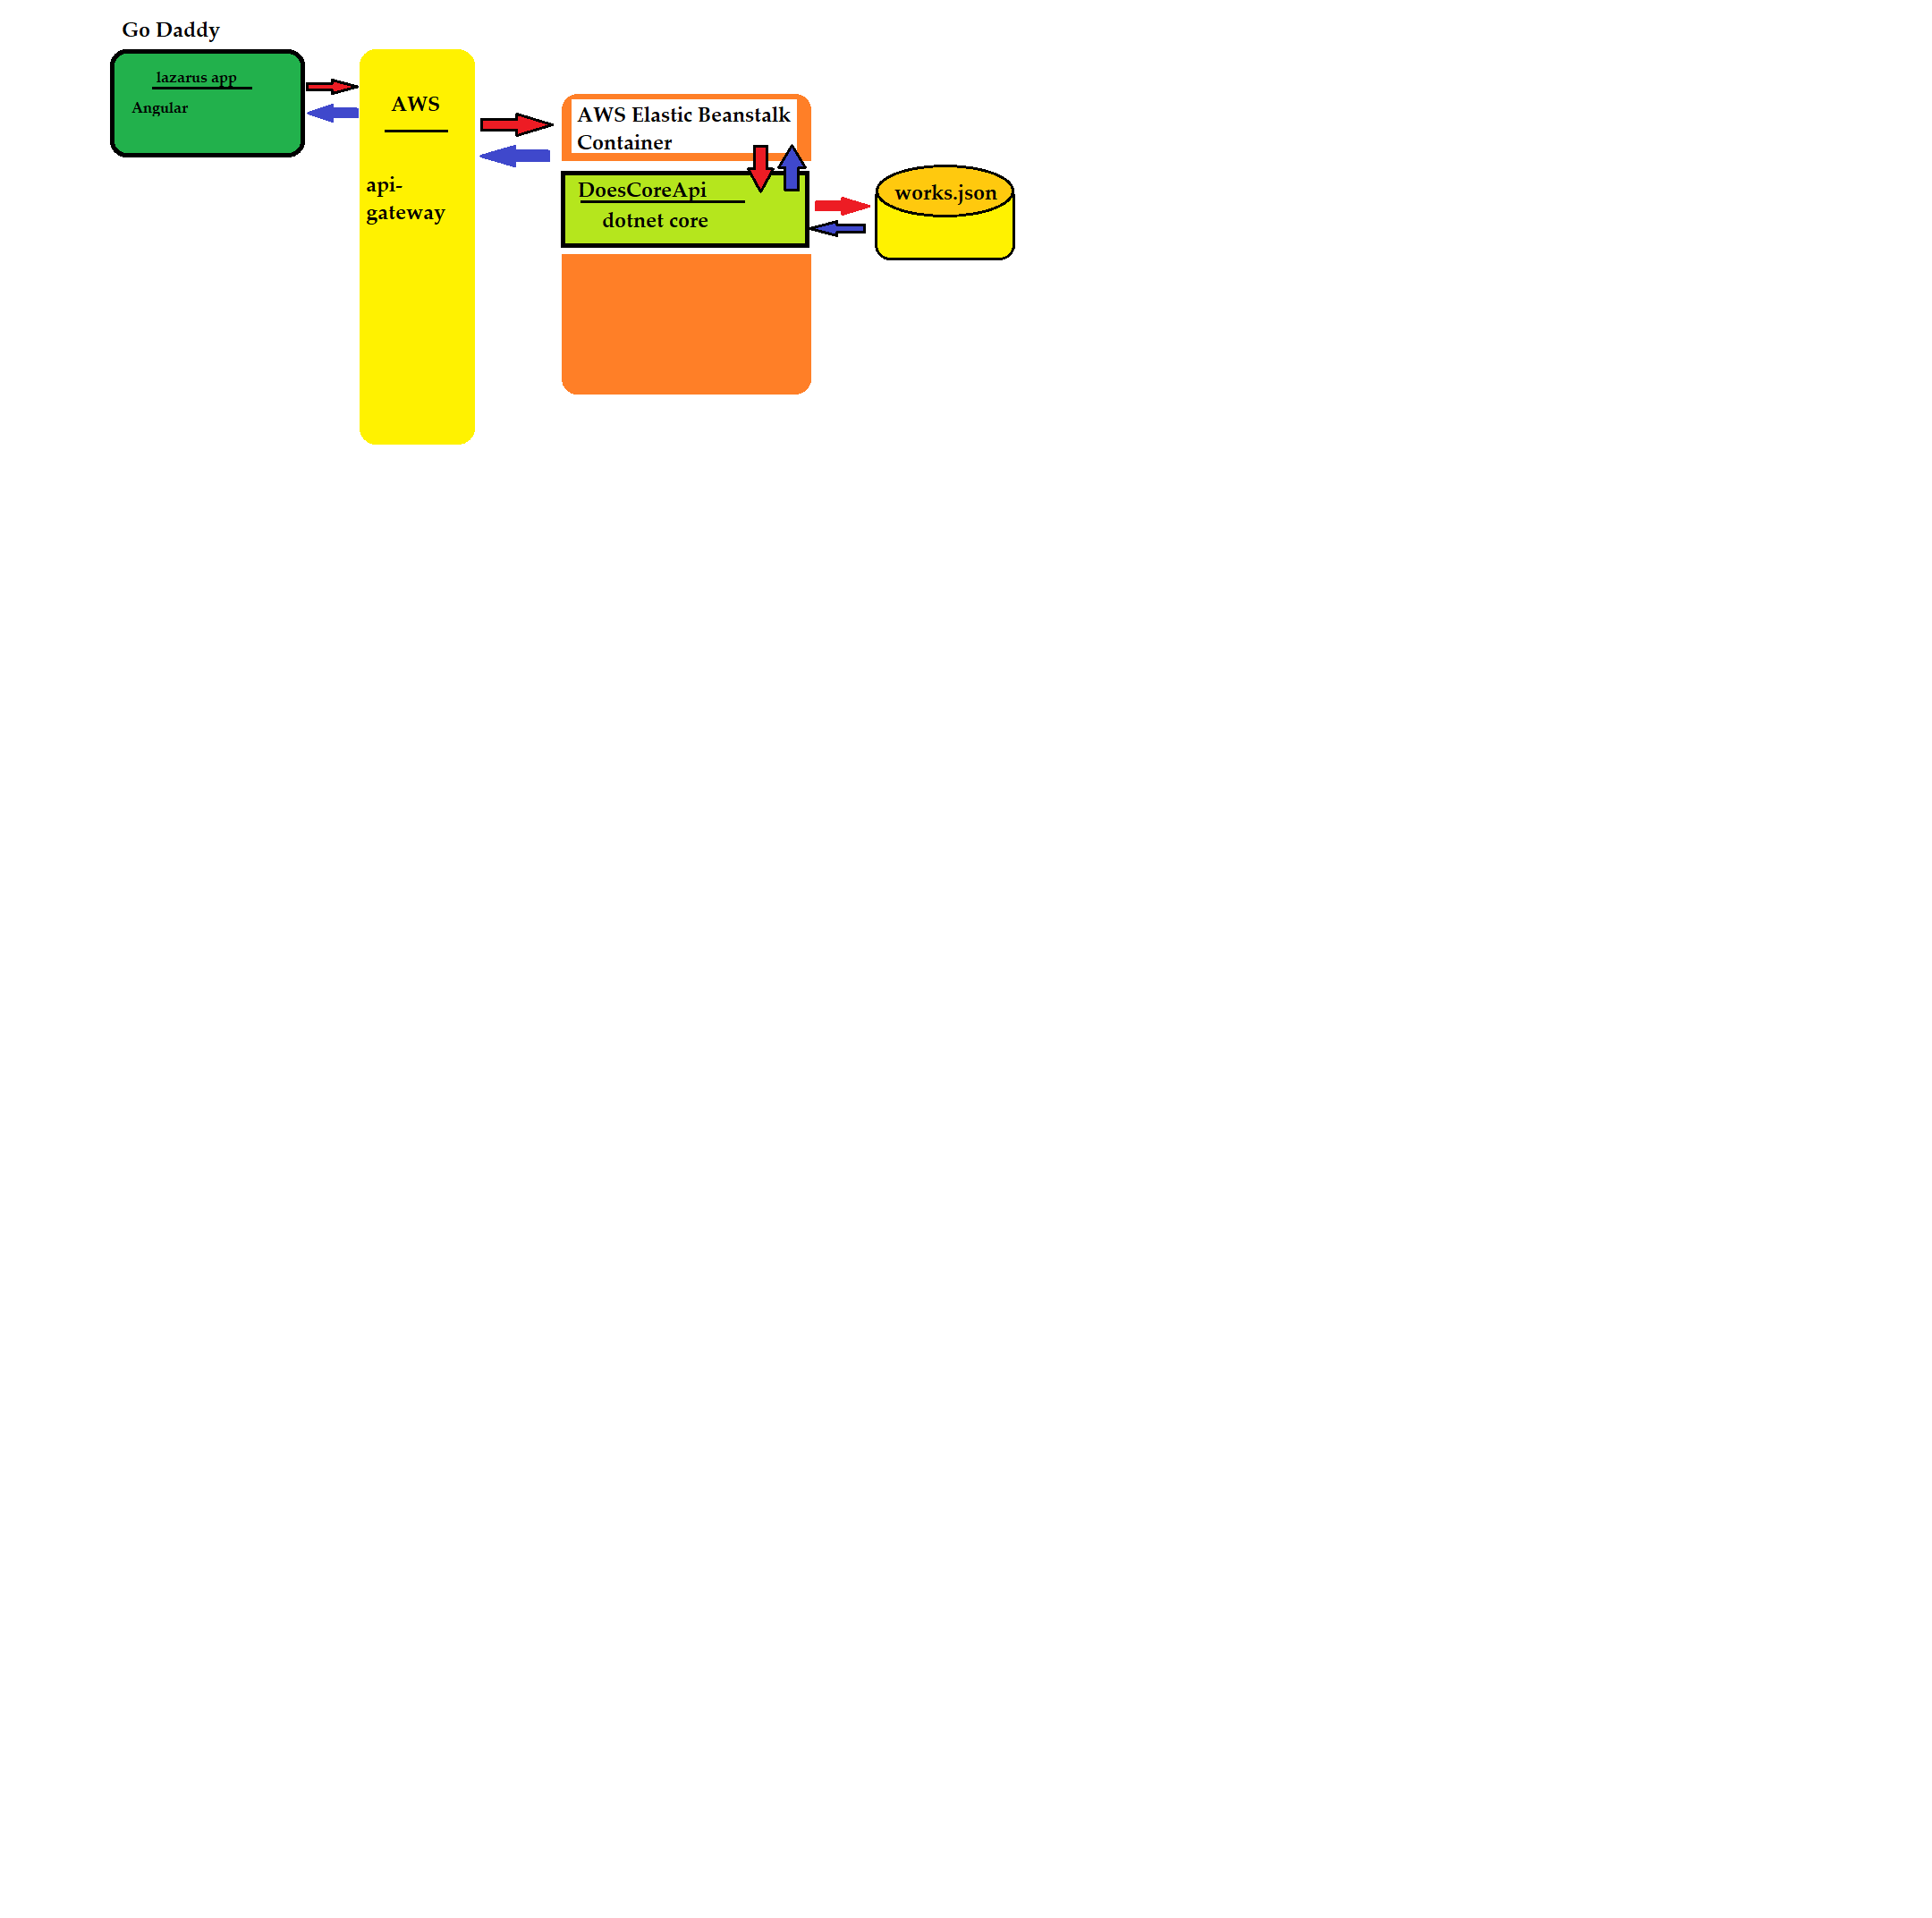 Go Daddy
lazarus app
Angular
AWS
api-
gateway
AWS Elastic Beanstalk
Container
DoesCoreApi
dotnet core
works.json